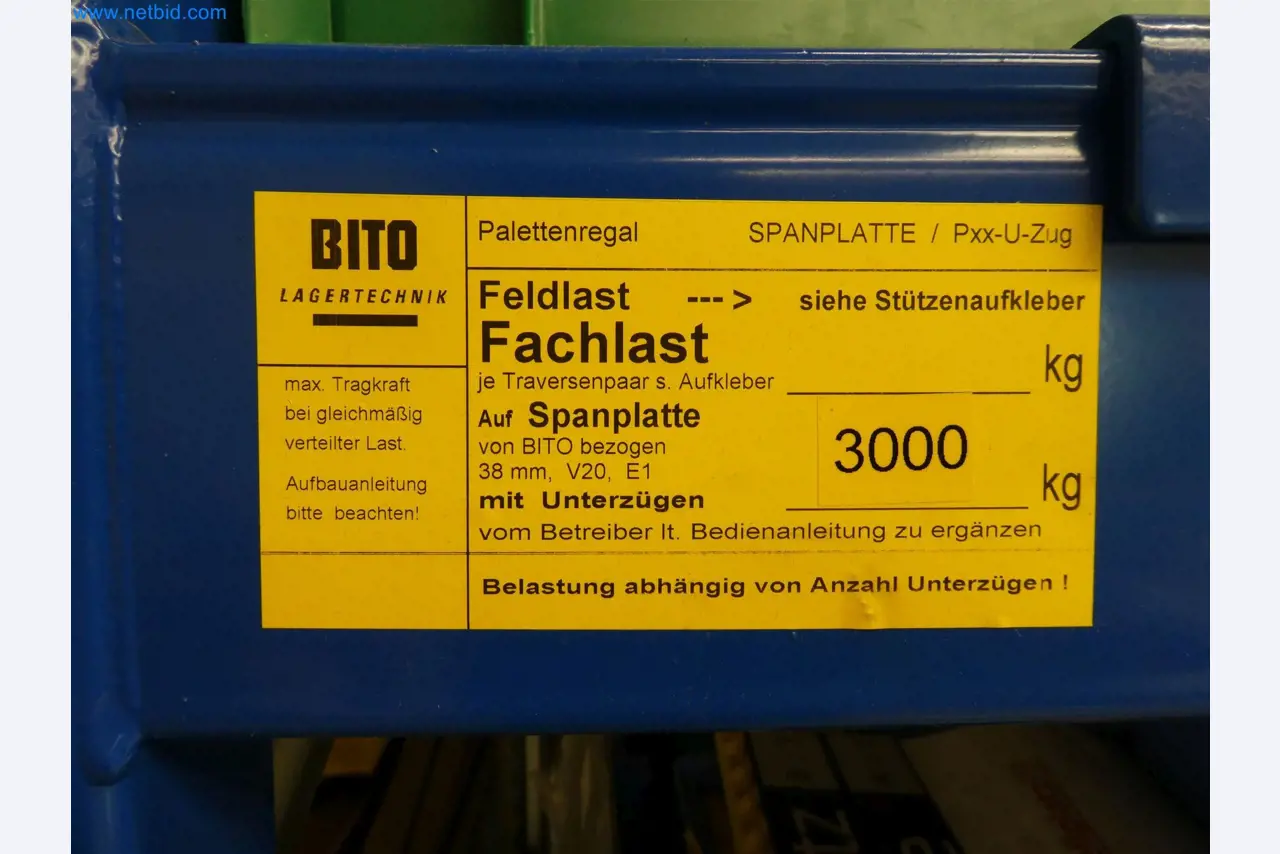 www.netbid.com
BITO
LAGERTECHNIK
max. Tragkraft
bei gleichmäßig
verteilter Last.
Aufbauanleitung
bitte beachten!
Palettenregal SPANPLATTE / Pxx-U-Zug
Feldlast ---> siehe Stützenaufkleber
Fachlast
je Traversenpaar s. Aufkleber kg
Auf Spanplatte
von BITO bezogen
38 mm, V20, E1
3000 kg
mit Unterzügen
vom Betreiber lt. Bedienanleitung zu ergänzen
Belastung abhängig von Anzahl Unterzügen !